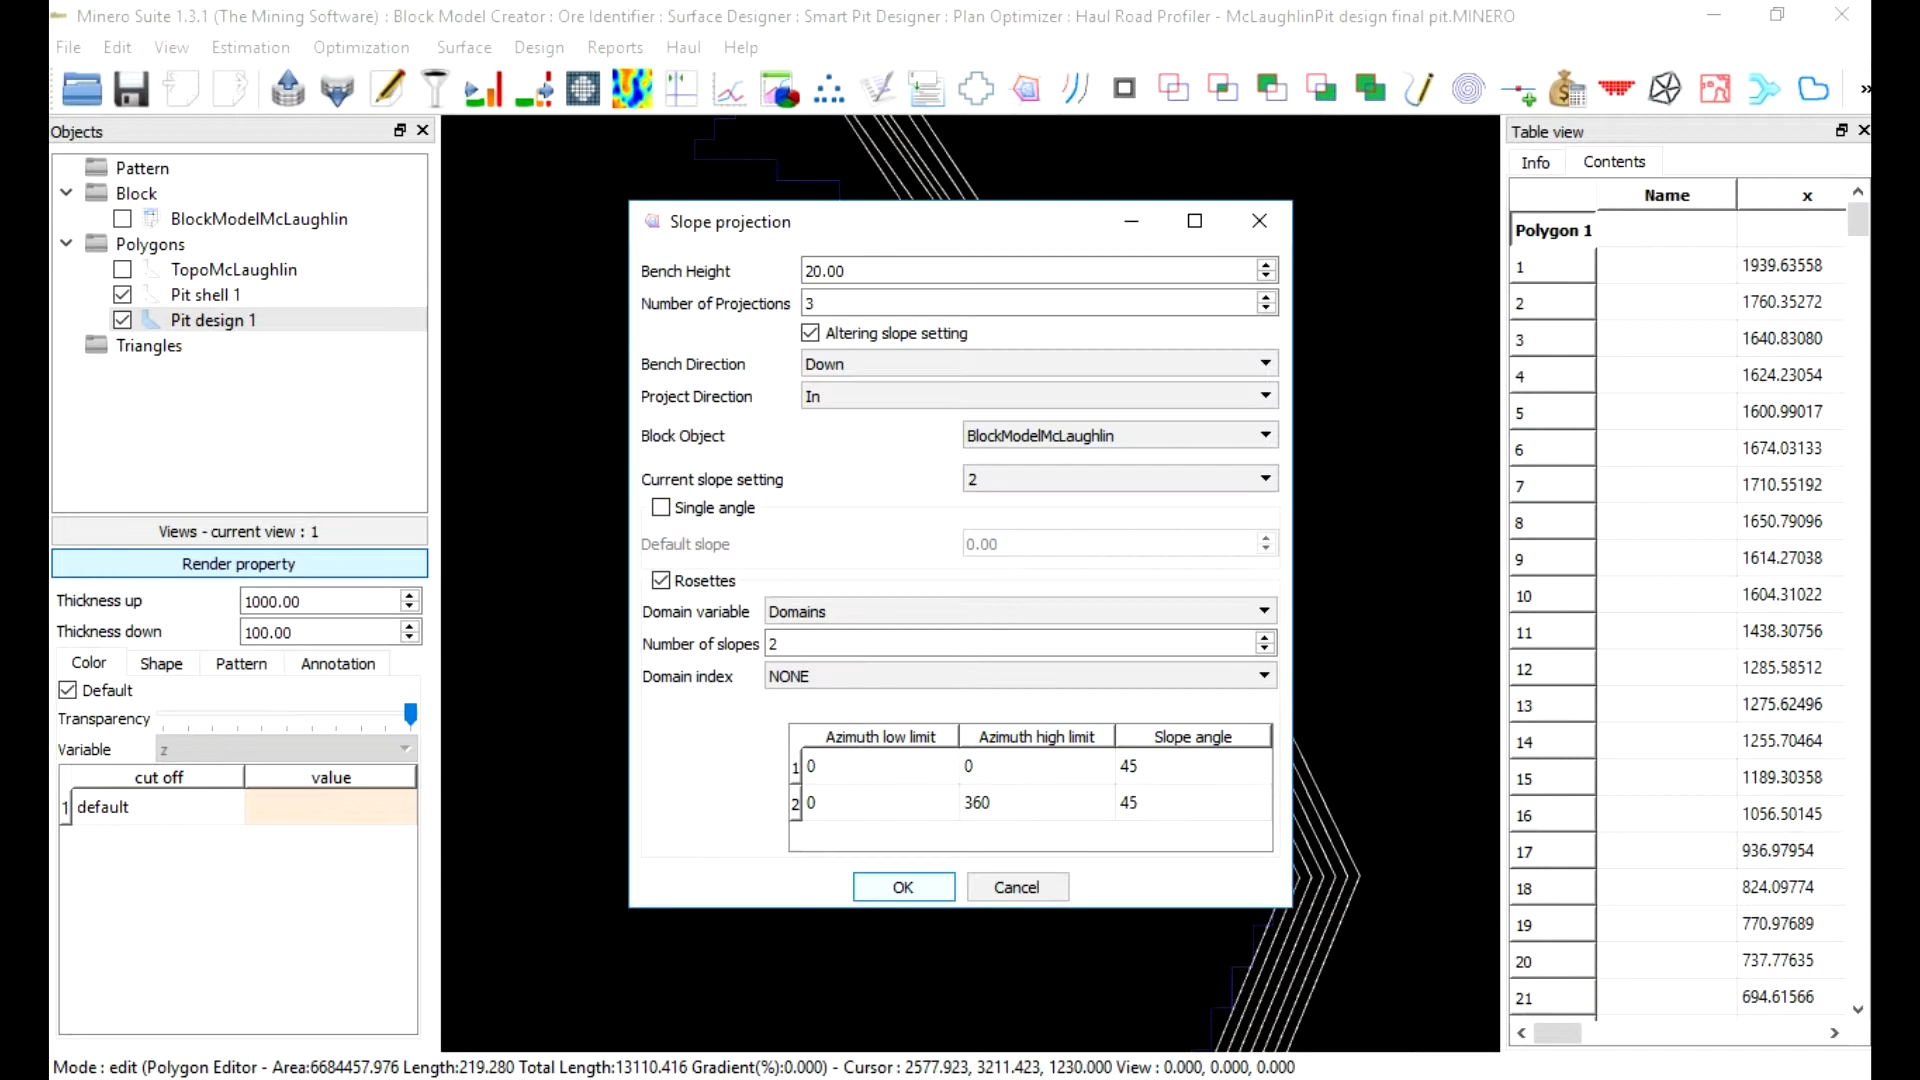 Minero Suite 1.3.1 (The Mining Software) : Block Model Creator : Ore Identifier : Surface Designer : Smart Pit Designer : Plan Optimizer : Haul Road Profiler - McLaughlinPit design final pit.MINERO
File Edit View Estimation Optimization Surface Design Reports Haul Help
Objects
Pattern
Block
BlockModelMcLaughlin
Polygons
TopoMcLaughlin
Pit shell 1
Pit design 1
Triangles
Views - current view : 1
Render property
Thickness up 1000.00
Thickness down 100.00
Color Shape Pattern Annotation
Default
Transparency
Variable z
cut off value
1 default
Slope projection
Bench Height 20.00
Number of Projections 3
Altering slope setting
Bench Direction Down
Project Direction In
Block Object BlockModelMcLaughlin
Current slope setting 2
Single angle
Default slope 0.00
Rosettes
Domain variable Domains
Number of slopes 2
Domain index NONE
Azimuth low limit Azimuth high limit Slope angle
1 0 0 45
2 0 360 45
OK Cancel
Table view
Info Contents
Name x
Polygon 1
1 1939.63558
2 1760.35272
3 1640.83080
4 1624.23054
5 1600.99017
6 1674.03133
7 1710.55192
8 1650.79096
9 1614.27038
10 1604.31022
11 1438.30756
12 1285.58512
13 1275.62496
14 1255.70464
15 1189.30358
16 1056.50145
17 936.97954
18 824.09774
19 770.97689
20 737.77635
21 694.61566
Mode : edit (Polygon Editor - Area:6684457.976 Length:219.280 Total Length:13110.416 Gradient(%):0.000) - Cursor : 2577.923, 3211.423, 1230.000 View : 0.000, 0.000, 0.000